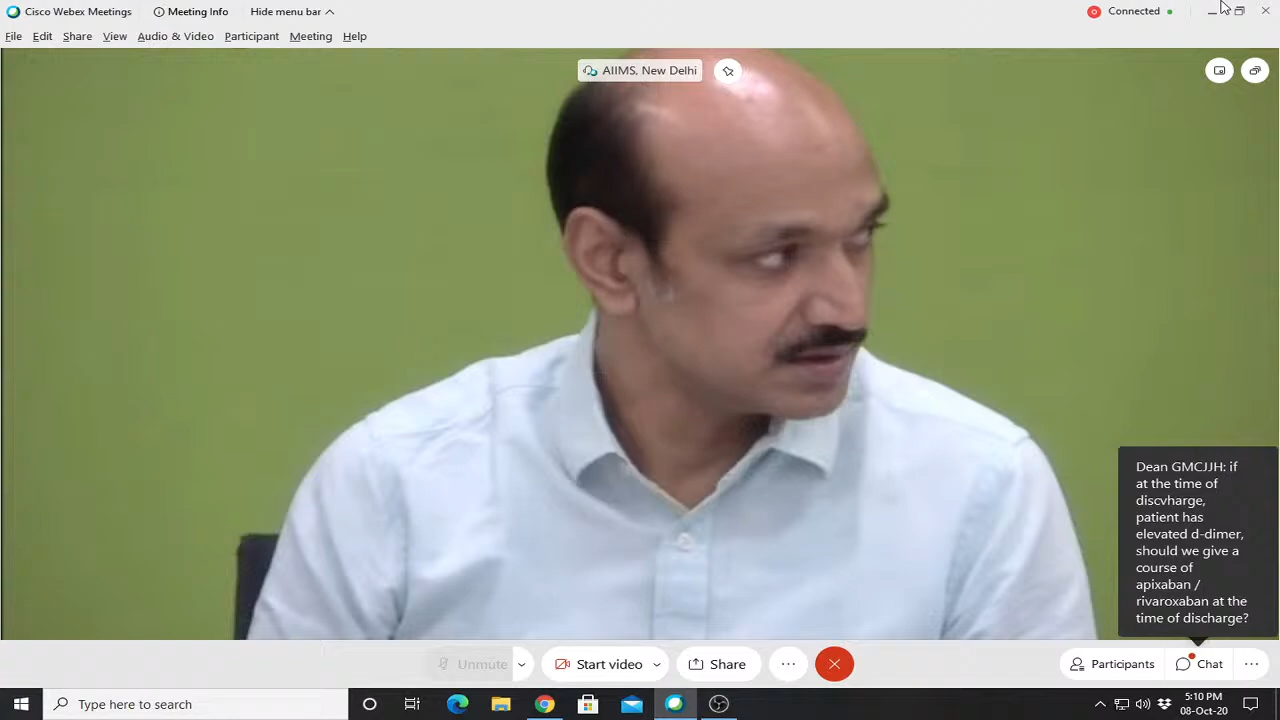 Cisco Webex Meetings
Meeting Info
Hide menu bar
Connected
File
Edit
Share
View
Audio & Video
Participant
Meeting
Help
AIIMS, New Delhi
Dean GMCJJH: if
at the time of
discvharge,
patient has
elevated d-dimer,
should we give a
course of
apixaban /
rivaroxaban at the
time of discharge?
Unmute
Start video
Share
Participants
Chat
Type here to search
5:10 PM
08-Oct-20